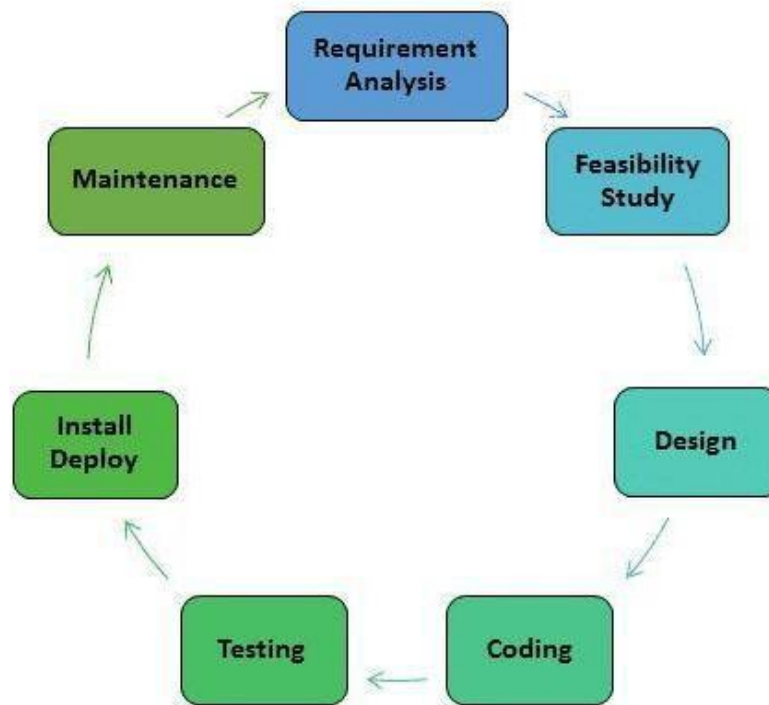 Requirement
Analysis
Feasibility
Study
Design
Coding
Testing
Install
Deploy
Maintenance